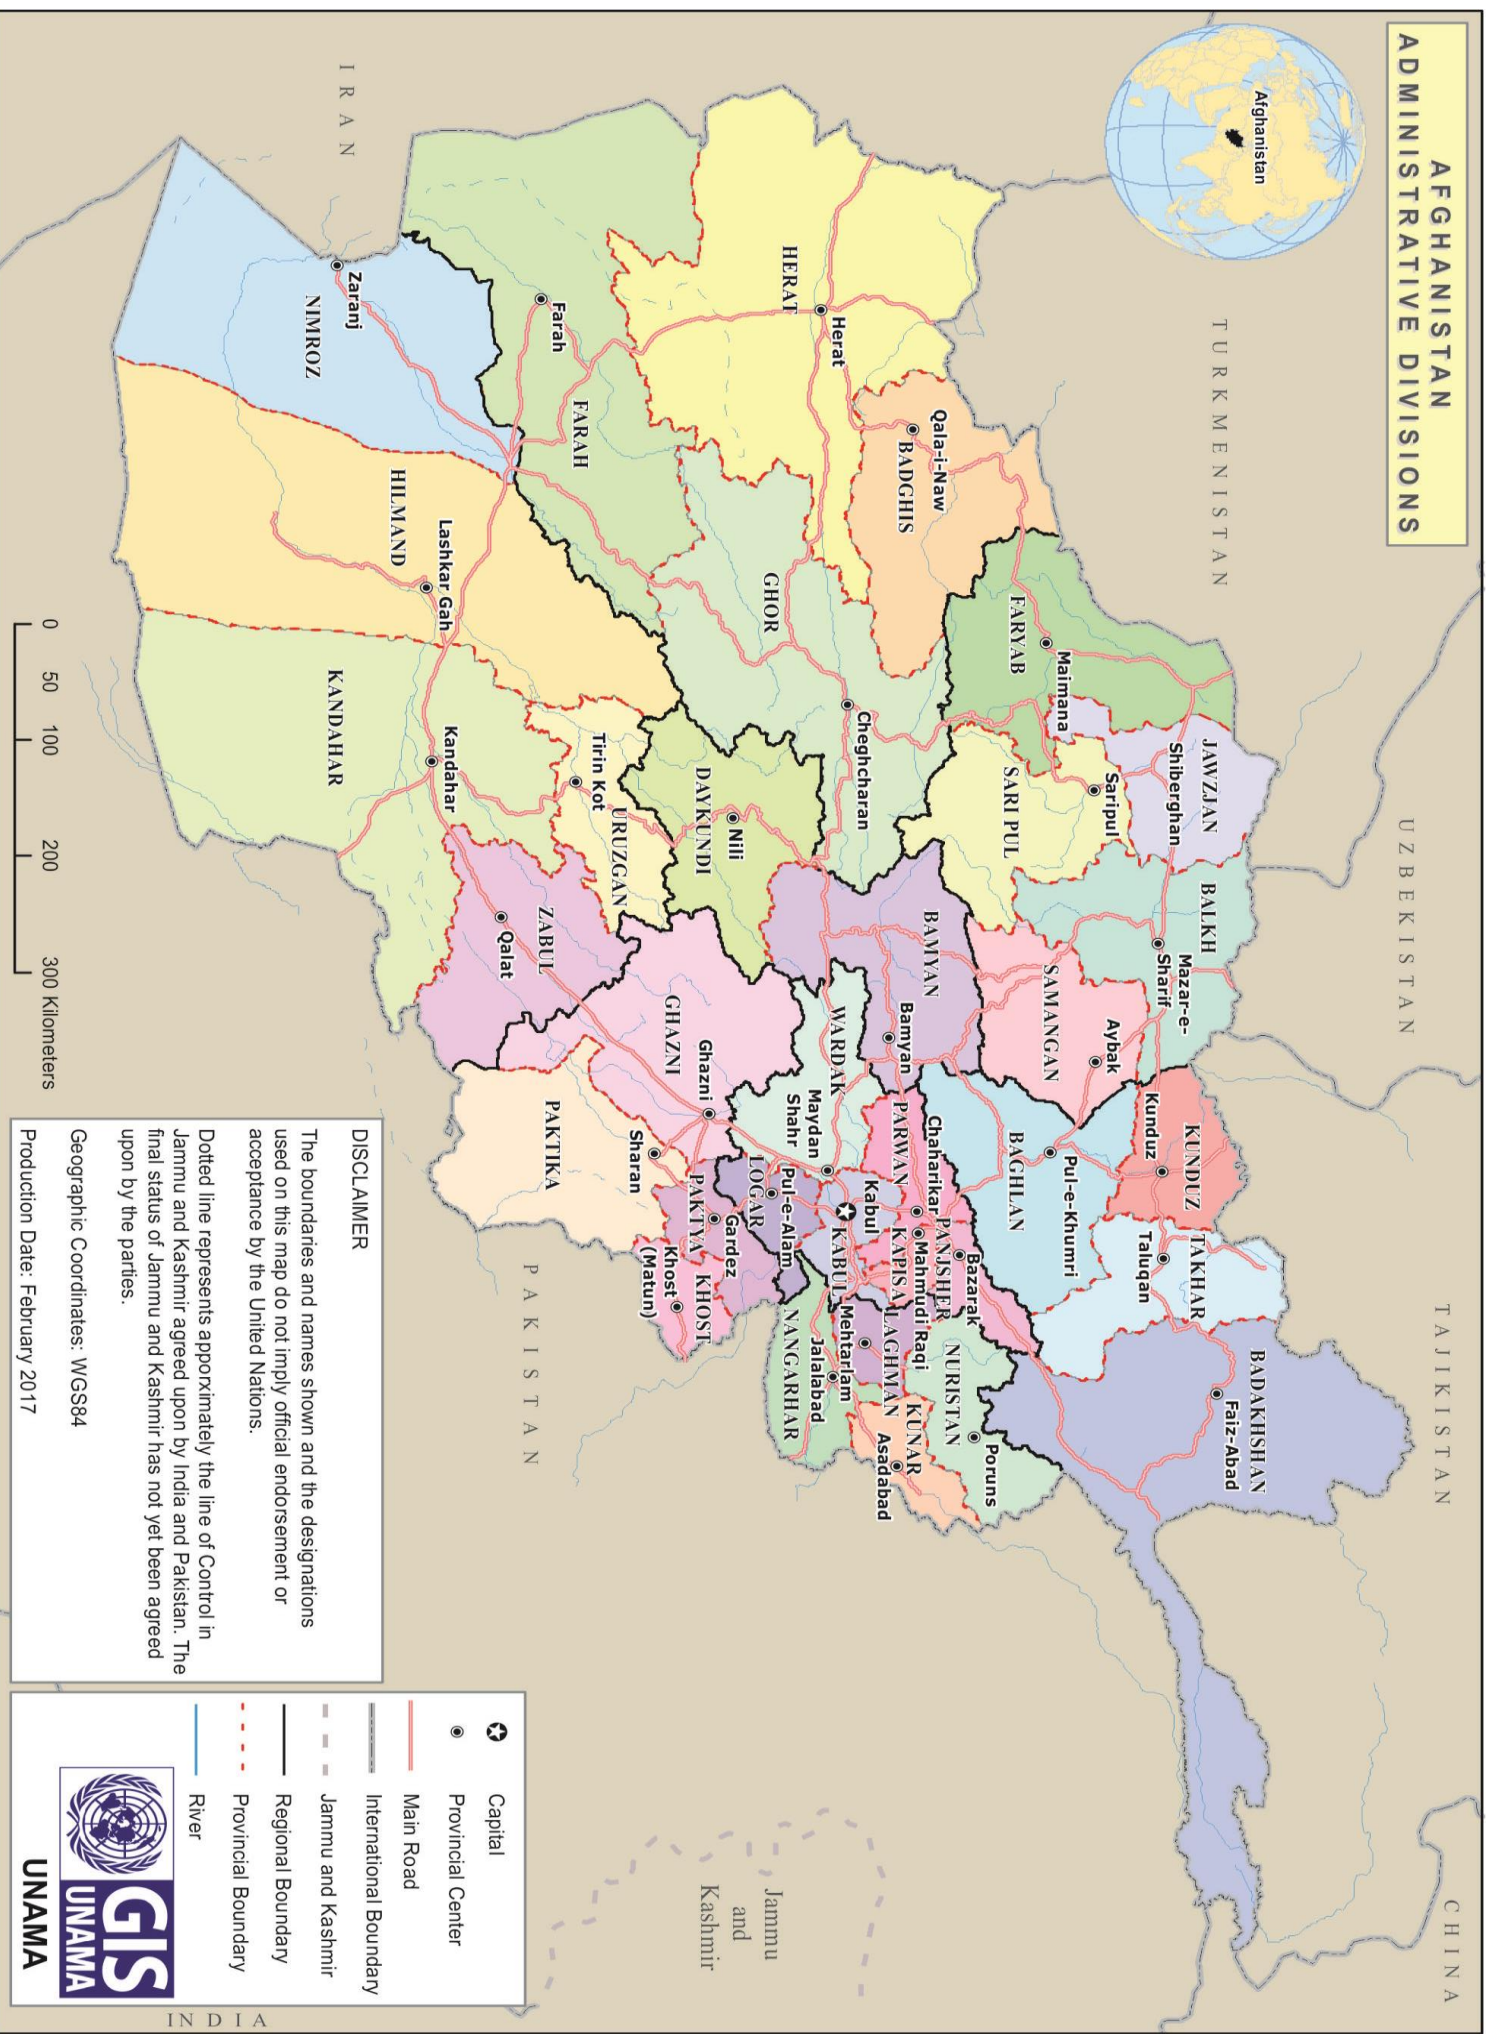 AFGHANISTAN
ADMINISTRATIVE DIVISIONS
Afghanistan
TURKMENISTAN
UZBEKISTAN
TAJIKISTAN
CHINA
IRAN
PAKISTAN
INDIA
Jammu
and
Kashmir
HERAT
Herat
BADGHIS
Qala-i-Naw
FARYAB
Maimana
JAWZJAN
Shiberghan
SARI PUL
Saripul
BALKH
Mazar-e-
Sharif
SAMANGAN
Aybak
KUNDUZ
Kunduz
TAKHAR
Taluqan
BADAKHSHAN
Faiz-Abad
BAGHLAN
Pul-e-Khumri
GHOR
Cheghcharan
BAMYAN
Bamyan
PARWAN
Chaharikar
PANJSHER
Bazarak
KAPISA
Mahmudi Raqi
NURISTAN
Poruns
KUNAR
Asadabad
LAGHMAN
Mehtarlam
KABUL
Kabul
WARDAK
Maydan
Shahr
NANGARHAR
Jalalabad
LOGAR
Pul-e-Alam
PAKTYA
Gardez
KHOST
Khost
(Matun)
GHAZNI
Ghazni
PAKTIKA
Sharan
DAYKUNDI
Nili
URUZGAN
Tirin Kot
ZABUL
Qalat
FARAH
Farah
NIMROZ
Zaranj
HILMAND
Lashkar Gah
KANDAHAR
Kandahar
0 50 100 200 300 Kilometers
DISCLAIMER
The boundaries and names shown and the designations
used on this map do not imply official endorsement or
acceptance by the United Nations.
Dotted line represents apporximately the line of Control in
Jammu and Kashmir agreed upon by India and Pakistan. The
final status of Jammu and Kashmir has not yet been agreed
upon by the parties.
Geographic Coordinates: WGS84
Production Date: February 2017
Capital
Provincial Center
Main Road
International Boundary
Jammu and Kashmir
Regional Boundary
Provincial Boundary
River
GIS
UNAMA
UNAMA